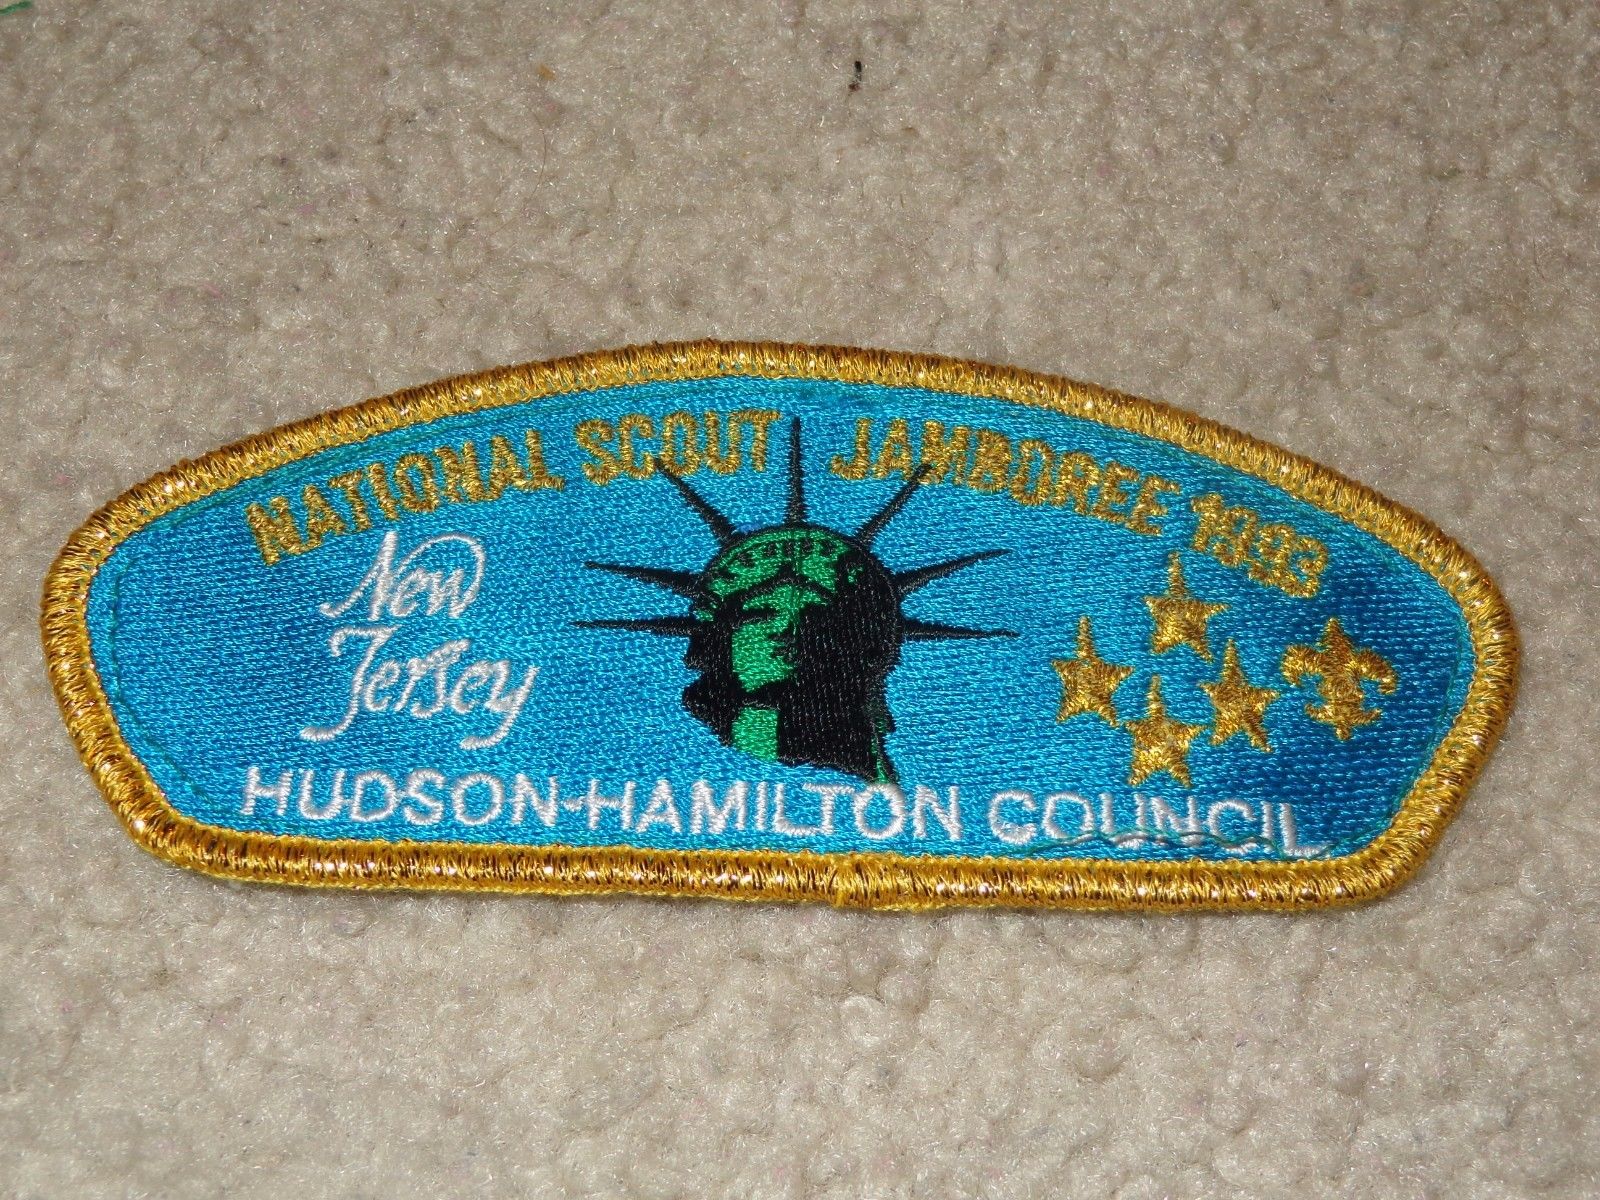 NATIONAL SCOUT JAMBOREE 1993
New
Jersey
HUDSON-HAMILTON COUNCIL